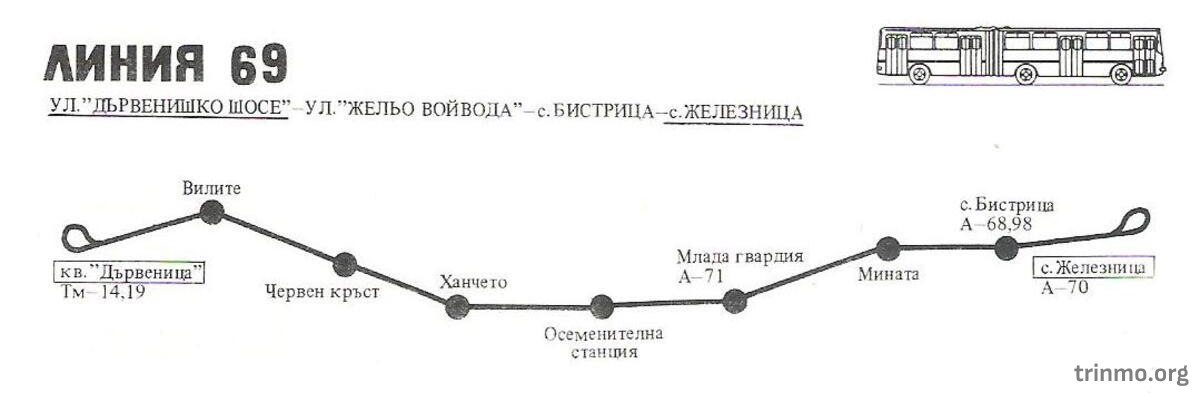 ЛИНИЯ 69
УЛ."ДЪРВЕНИШКО ШОСЕ"–УЛ."ЖЕЛЬО ВОЙВОДА"–с. БИСТРИЦА–с.ЖЕЛЕЗНИЦА
Вилите
кв."Дървеница"
Тм–14,19
Червен кръст
Ханчето
Осеменителна
станция
Млада гвардия
А–71
Мината
с. Бистрица
А–68,98
с. Железница
А–70
trinmo.org